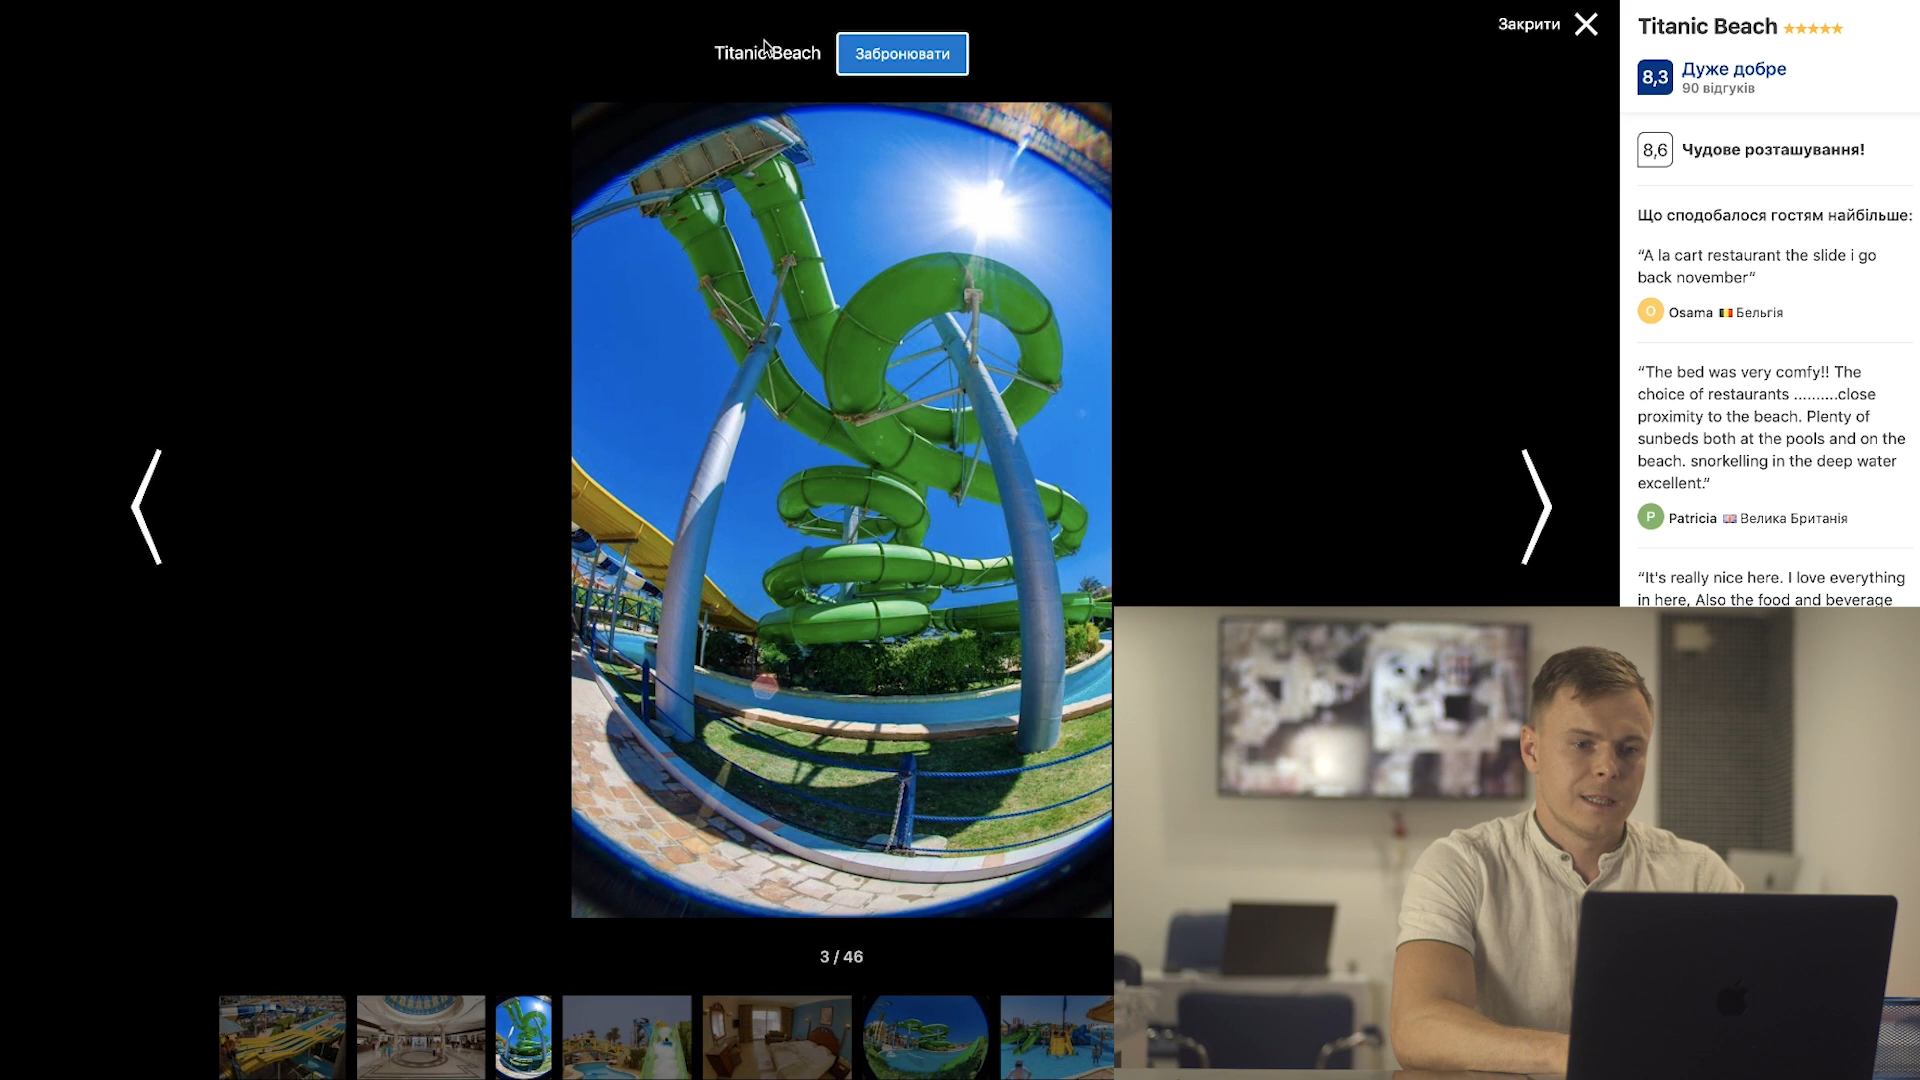 Titanic Beach
Забронювати
Закрити
3 / 46
Titanic Beach
8,3
Дуже добре
90 відгуків
8,6
Чудове розташування!
Що сподобалося гостям найбільше:
“A la cart restaurant the slide i go
back november”
O
Osama
Бельгія
“The bed was very comfy!! The
choice of restaurants ..........close
proximity to the beach. Plenty of
sunbeds both at the pools and on the
beach. snorkelling in the deep water
excellent.”
P
Patricia
Велика Британія
“It's really nice here. I love everything
in here, Also the food and beverage